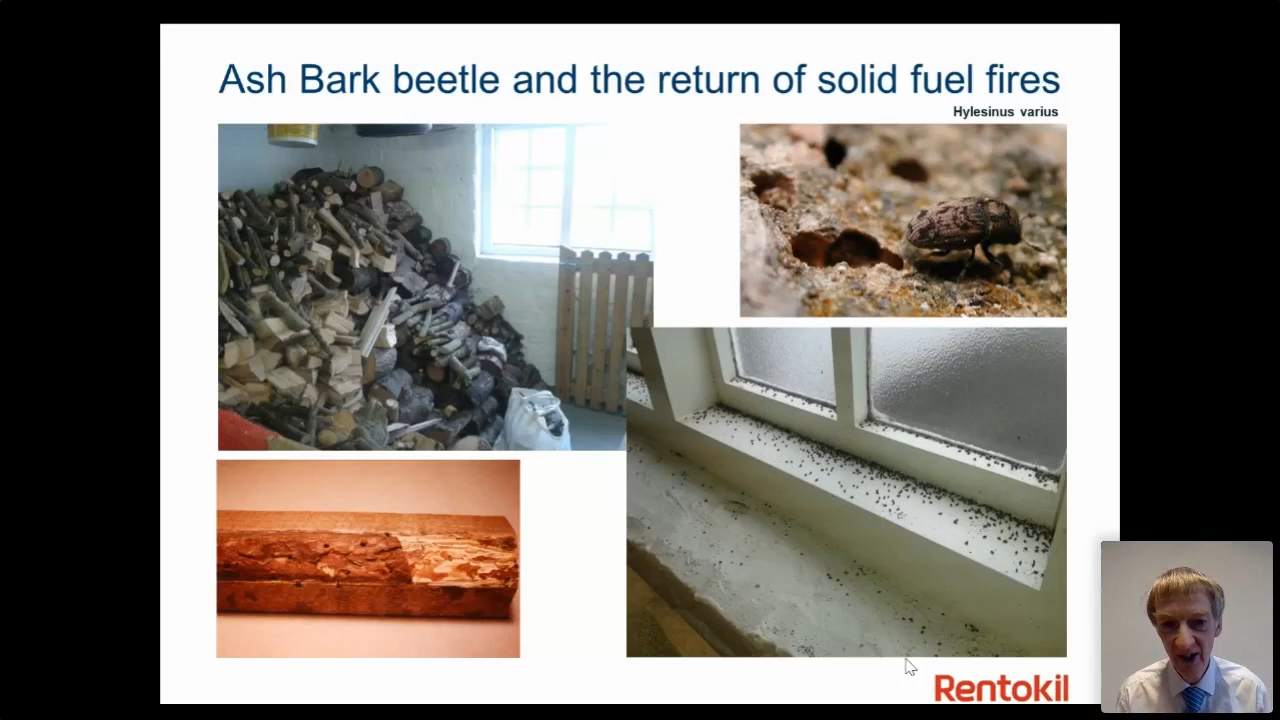 Ash Bark beetle and the return of solid fuel fires
Hylesinus varius
Rentokil